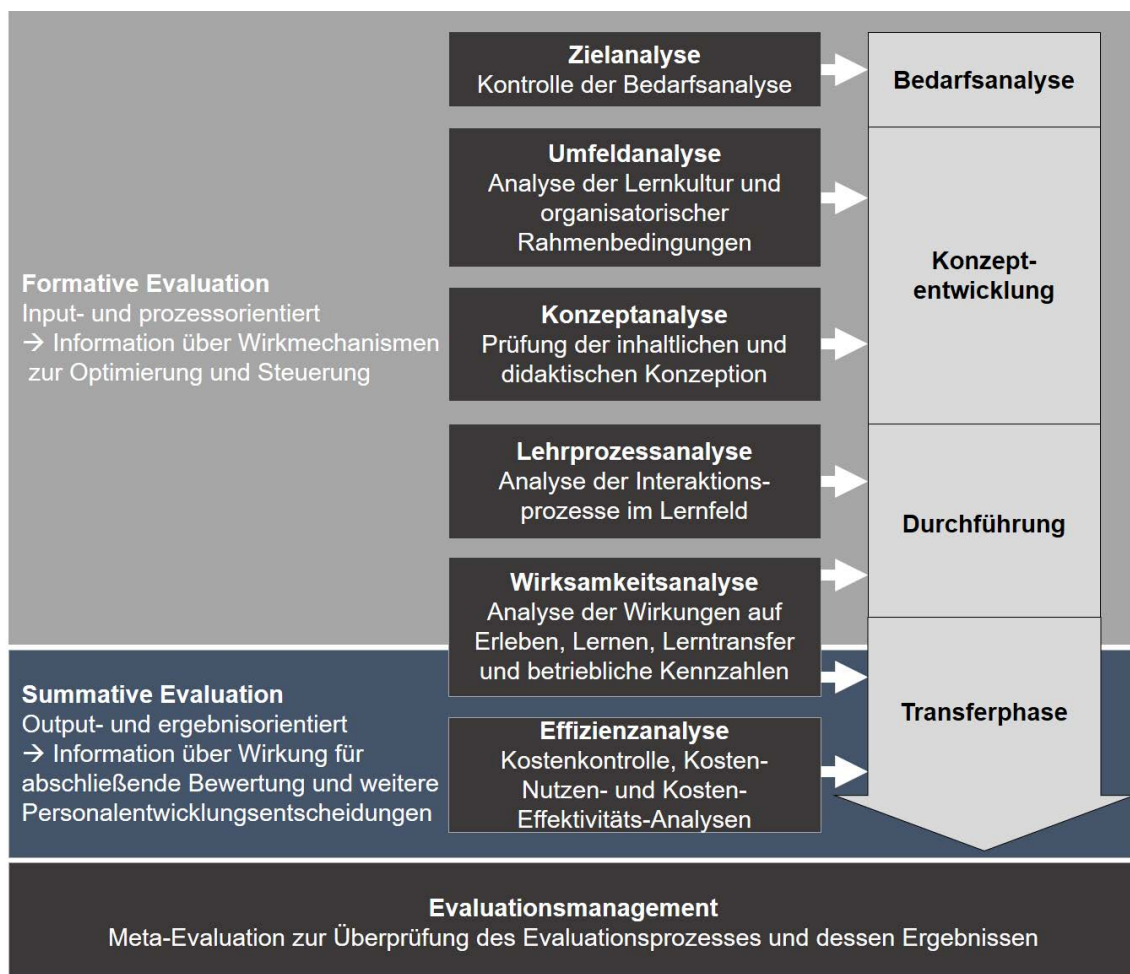 Zielanalyse
Kontrolle der Bedarfsanalyse
Bedarfsanalyse
Umfeldanalyse
Analyse der Lernkultur und
organisatorischer
Rahmenbedingungen
Konzept-
entwicklung
Formative Evaluation
Input- und prozessorientiert
→ Information über Wirkmechanismen
zur Optimierung und Steuerung
Konzeptanalyse
Prüfung der inhaltlichen und
didaktischen Konzeption
Lehrprozessanalyse
Analyse der Interaktions-
prozesse im Lernfeld
Durchführung
Wirksamkeitsanalyse
Analyse der Wirkungen auf
Erleben, Lernen, Lerntransfer
und betriebliche Kennzahlen
Summative Evaluation
Output- und ergebnisorientiert
→ Information über Wirkung für
abschließende Bewertung und weitere
Personalentwicklungsentscheidungen
Transferphase
Effizienzanalyse
Kostenkontrolle, Kosten-
Nutzen- und Kosten-
Effektivitäts-Analysen
Evaluationsmanagement
Meta-Evaluation zur Überprüfung des Evaluationsprozesses und dessen Ergebnissen